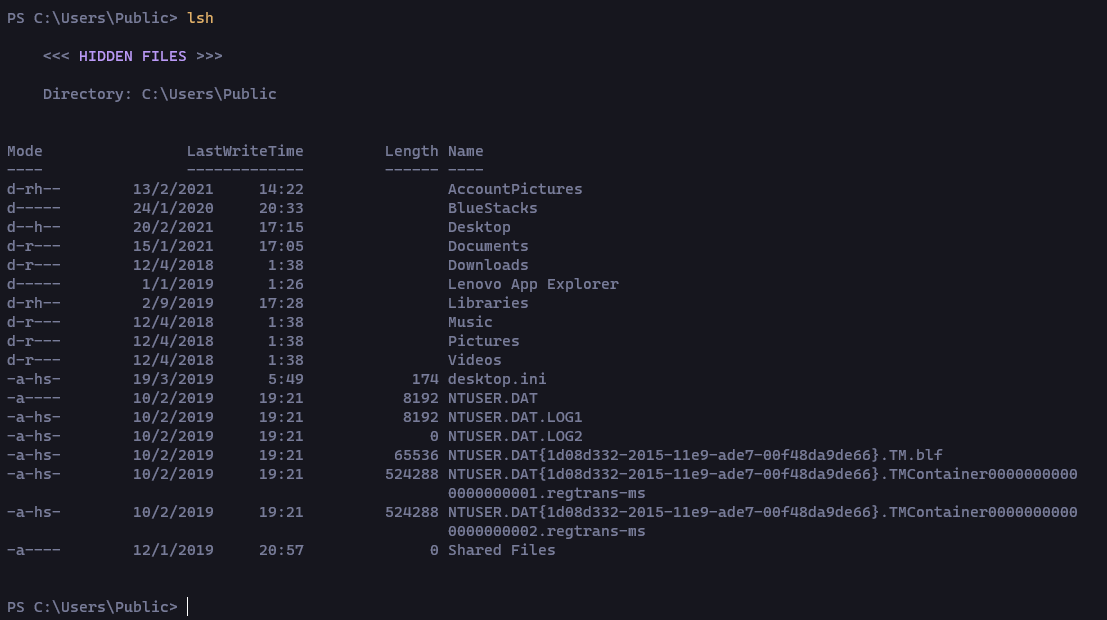 PS C:\Users\Public> lsh
<<< HIDDEN FILES >>>
Directory: C:\Users\Public
Mode LastWriteTime Length Name
---- ------------- ------ ----
d-rh-- 13/2/2021 14:22 AccountPictures
d----- 24/1/2020 20:33 BlueStacks
d--h-- 20/2/2021 17:15 Desktop
d-r--- 15/1/2021 17:05 Documents
d-r--- 12/4/2018 1:38 Downloads
d----- 1/1/2019 1:26 Lenovo App Explorer
d-rh-- 2/9/2019 17:28 Libraries
d-r--- 12/4/2018 1:38 Music
d-r--- 12/4/2018 1:38 Pictures
d-r--- 12/4/2018 1:38 Videos
-a-hs- 19/3/2019 5:49 174 desktop.ini
-a---- 10/2/2019 19:21 8192 NTUSER.DAT
-a-hs- 10/2/2019 19:21 8192 NTUSER.DAT.LOG1
-a-hs- 10/2/2019 19:21 0 NTUSER.DAT.LOG2
-a-hs- 10/2/2019 19:21 65536 NTUSER.DAT{1d08d332-2015-11e9-ade7-00f48da9de66}.TM.blf
-a-hs- 10/2/2019 19:21 524288 NTUSER.DAT{1d08d332-2015-11e9-ade7-00f48da9de66}.TMContainer0000000000
0000000001.regtrans-ms
-a-hs- 10/2/2019 19:21 524288 NTUSER.DAT{1d08d332-2015-11e9-ade7-00f48da9de66}.TMContainer0000000000
0000000002.regtrans-ms
-a---- 12/1/2019 20:57 0 Shared Files
PS C:\Users\Public>